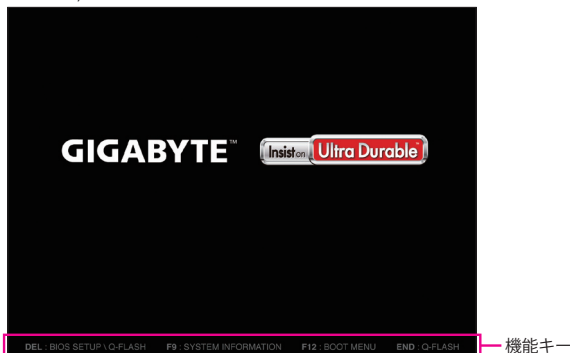 GIGABYTE™
Insist on Ultra Durable™
DEL : BIOS SETUP \ Q-FLASH F9 : SYSTEM INFORMATION F12 : BOOT MENU END : Q-FLASH
機能キー